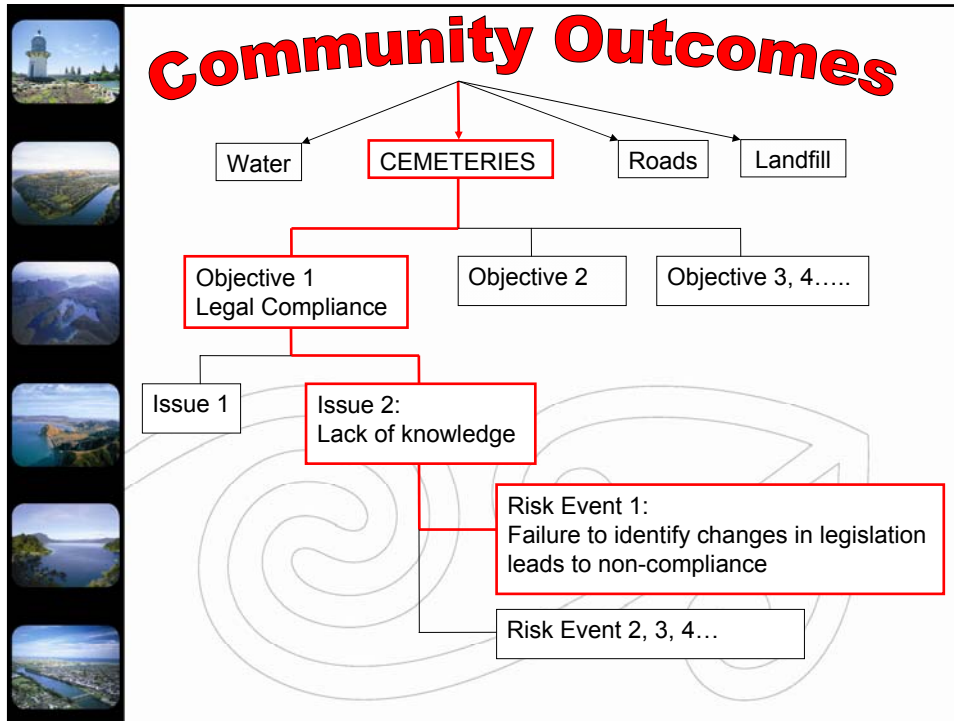 Community Outcomes
Water
CEMETERIES
Roads
Landfill
Objective 1
Legal Compliance
Objective 2
Objective 3, 4…..
Issue 1
Issue 2:
Lack of knowledge
Risk Event 1:
Failure to identify changes in legislation
leads to non-compliance
Risk Event 2, 3, 4…